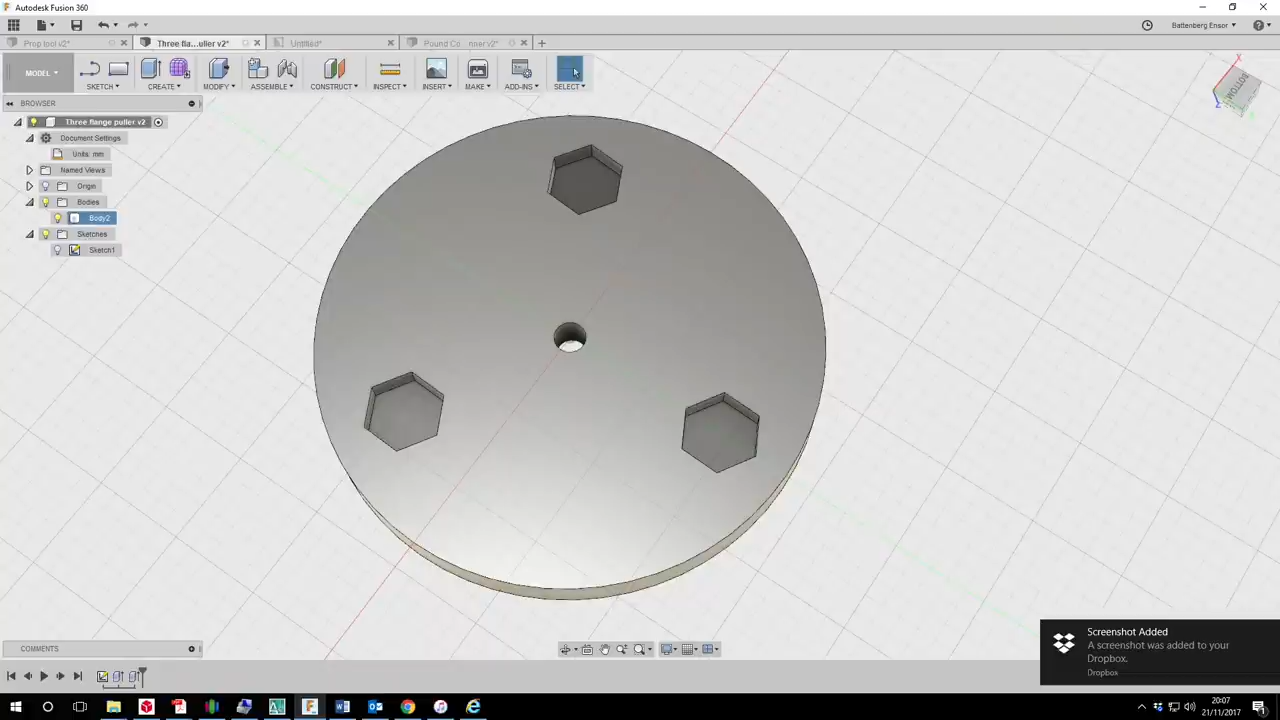 Autodesk Fusion 360
Battenberg Ensor
Prop tool v2*
Three fla...uller v2*
Untitled*
Pound Co...nner v2*
MODEL
SKETCH
CREATE
MODIFY
ASSEMBLE
CONSTRUCT
INSPECT
INSERT
MAKE
ADD-INS
SELECT
BROWSER
Three flange puller v2
Document Settings
Units: mm
Named Views
Origin
Bodies
Body2
Sketches
Sketch1
BOTTOM
X
Z
Screenshot Added
A screenshot was added to your
Dropbox.
Dropbox
COMMENTS
20:07
21/11/2017